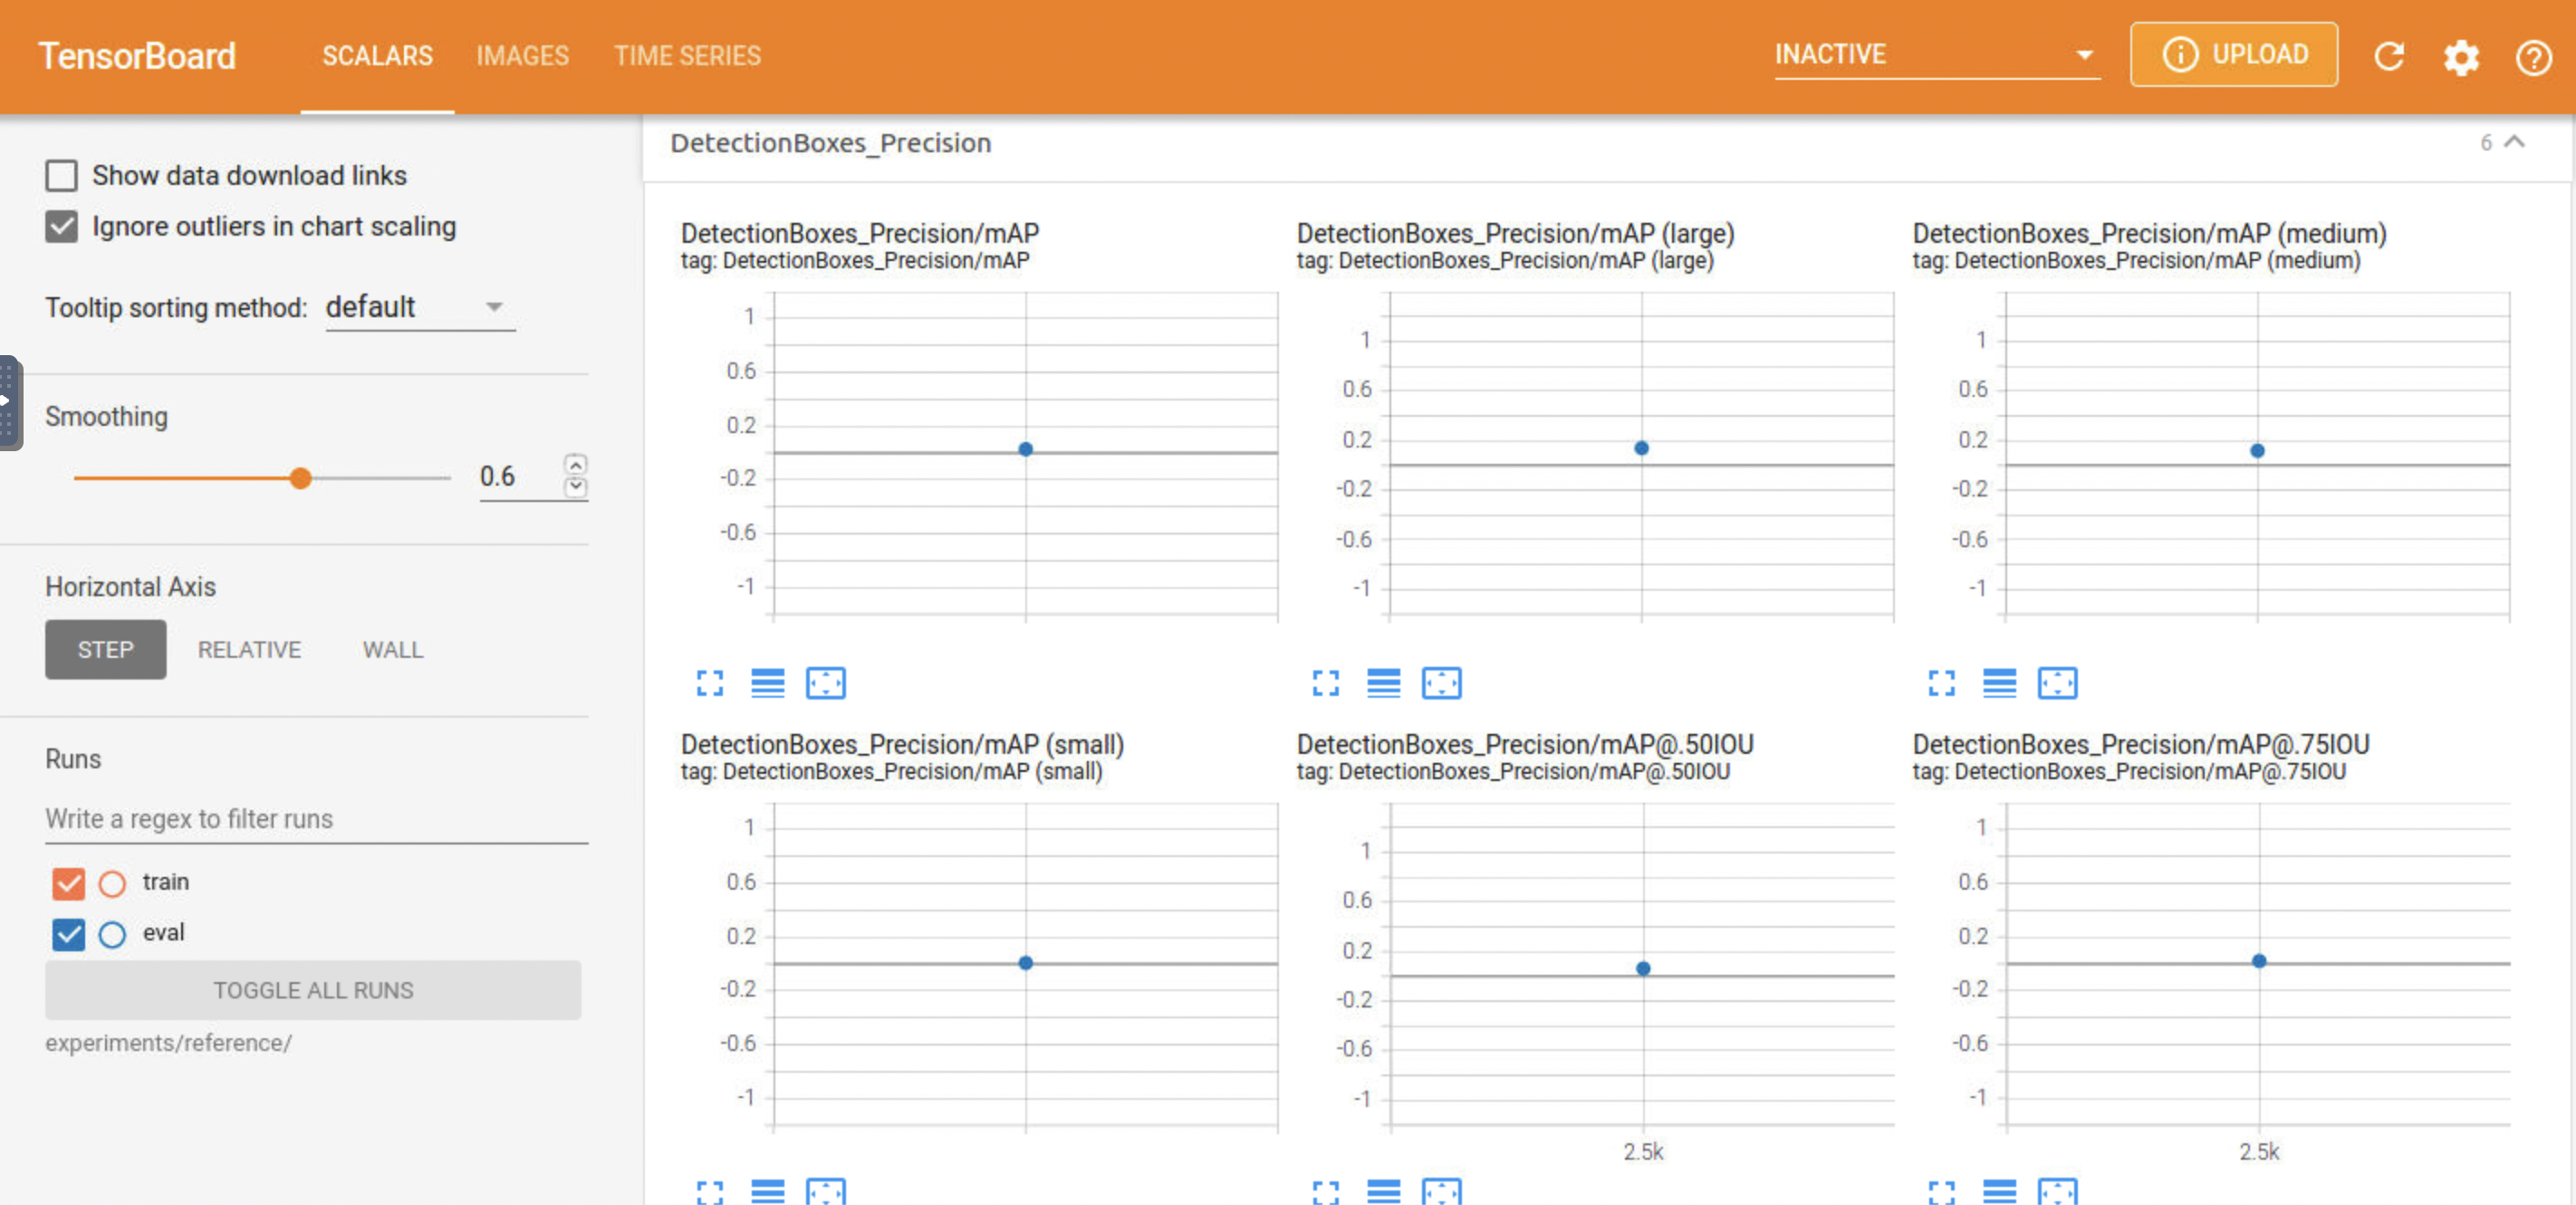 TensorBoard
SCALARS
IMAGES
TIME SERIES
INACTIVE
UPLOAD
Show data download links
Ignore outliers in chart scaling
Tooltip sorting method: default
Smoothing
0.6
Horizontal Axis
STEP
RELATIVE
WALL
Runs
Write a regex to filter runs
train
eval
TOGGLE ALL RUNS
experiments/reference/
DetectionBoxes_Precision
6
DetectionBoxes_Precision/mAP
tag: DetectionBoxes_Precision/mAP
1
0.6
0.2
-0.2
-0.6
-1
DetectionBoxes_Precision/mAP (large)
tag: DetectionBoxes_Precision/mAP (large)
1
0.6
0.2
-0.2
-0.6
-1
DetectionBoxes_Precision/mAP (medium)
tag: DetectionBoxes_Precision/mAP (medium)
1
0.6
0.2
-0.2
-0.6
-1
DetectionBoxes_Precision/mAP (small)
tag: DetectionBoxes_Precision/mAP (small)
1
0.6
0.2
-0.2
-0.6
-1
DetectionBoxes_Precision/mAP@.50IOU
tag: DetectionBoxes_Precision/mAP@.50IOU
1
0.6
0.2
-0.2
-0.6
-1
2.5k
DetectionBoxes_Precision/mAP@.75IOU
tag: DetectionBoxes_Precision/mAP@.75IOU
1
0.6
0.2
-0.2
-0.6
-1
2.5k